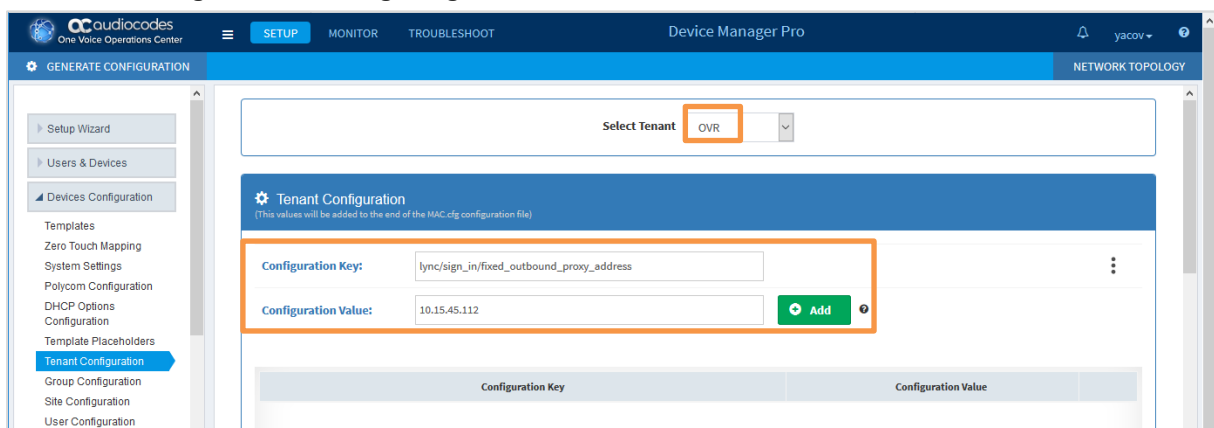 audiocodes
One Voice Operations Center
SETUP MONITOR TROUBLESHOOT Device Manager Pro yacov
GENERATE CONFIGURATION NETWORK TOPOLOGY
Setup Wizard
Users & Devices
Devices Configuration
Templates
Zero Touch Mapping
System Settings
Polycom Configuration
DHCP Options
Configuration
Template Placeholders
Tenant Configuration
Group Configuration
Site Configuration
User Configuration
Select Tenant OVR
Tenant Configuration
(This values will be added to the end of the MAC.cfg configuration file)
Configuration Key: lync/sign_in/fixed_outbound_proxy_address
Configuration Value: 10.15.45.112 Add
Configuration Key Configuration Value